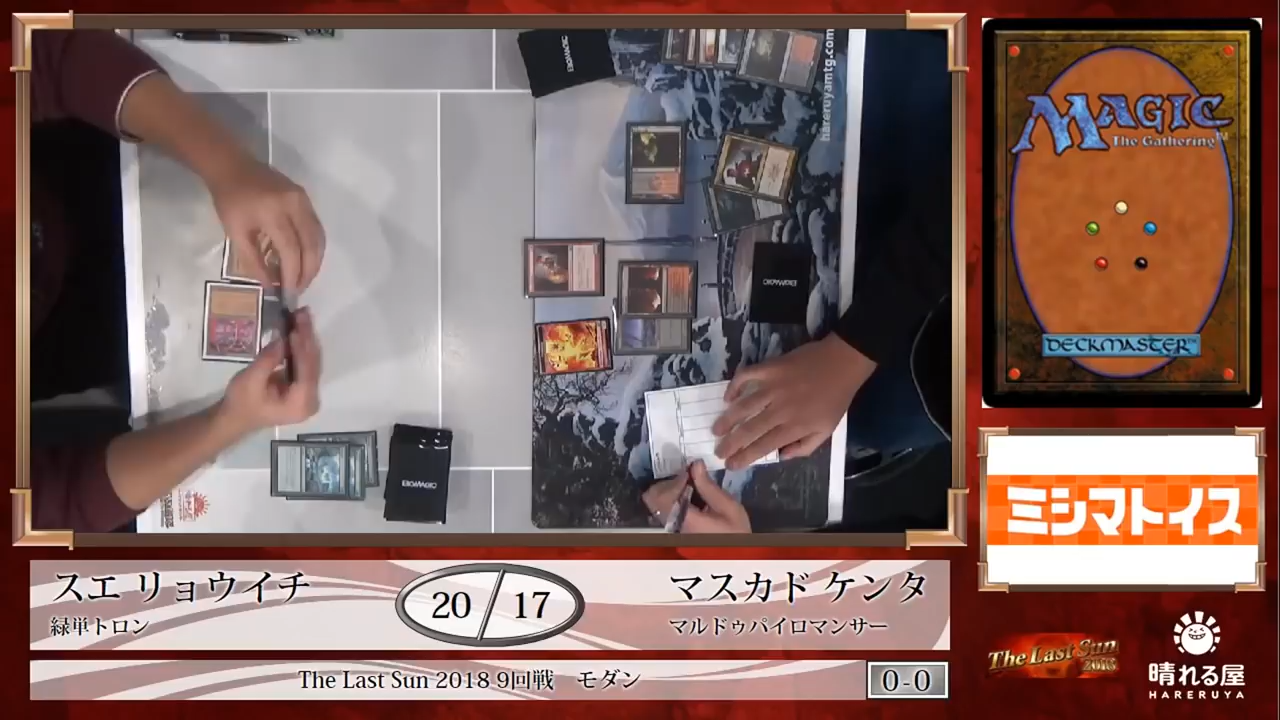 hareruyamtg.com
MAGIC
The Gathering
DECKMASTER
ミシマトイス
スエ リョウイチ
緑単トロン
20 / 17
マスカド ケンタ
マルドゥパイロマンサー
The Last Sun 2018 9回戦 モダン
0-0
The Last Sun
2018
晴れる屋
HARERUYA